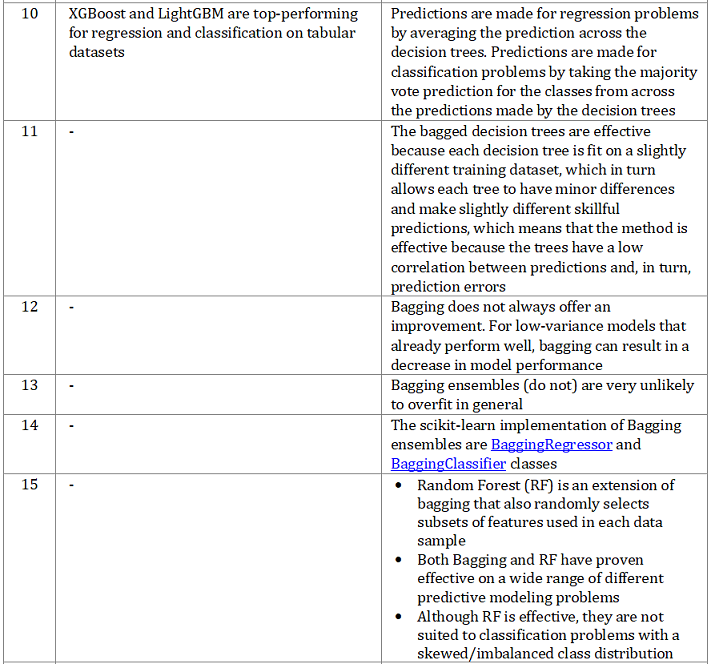 10
XGBoost and LightGBM are top-performing
for regression and classification on tabular
datasets
Predictions are made for regression problems
by averaging the prediction across the
decision trees. Predictions are made for
classification problems by taking the majority
vote prediction for the classes from across
the predictions made by the decision trees
11
-
The bagged decision trees are effective
because each decision tree is fit on a slightly
different training dataset, which in turn
allows each tree to have minor differences
and make slightly different skillful
predictions, which means that the method is
effective because the trees have a low
correlation between predictions and, in turn,
prediction errors
12
-
Bagging does not always offer an
improvement. For low-variance models that
already perform well, bagging can result in a
decrease in model performance
13
-
Bagging ensembles (do not) are very unlikely
to overfit in general
14
-
The scikit-learn implementation of Bagging
ensembles are BaggingRegressor and
BaggingClassifier classes
15
-
• Random Forest (RF) is an extension of
bagging that also randomly selects
subsets of features used in each data
sample
• Both Bagging and RF have proven
effective on a wide range of different
predictive modeling problems
• Although RF is effective, they are not
suited to classification problems with a
skewed/imbalanced class distribution